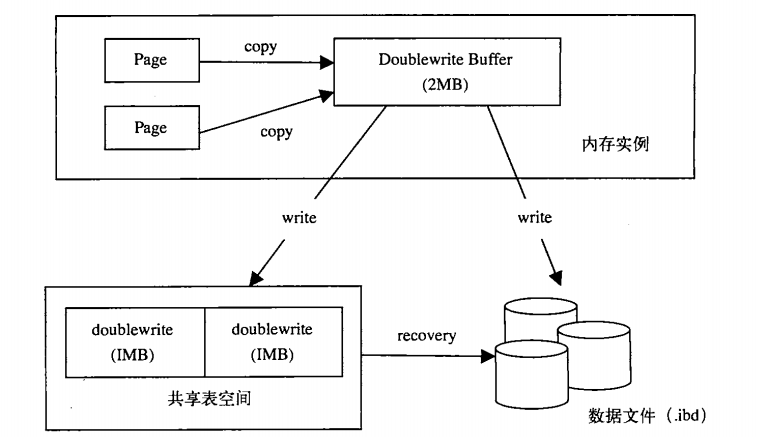 copy
Page
Doublewrite Buffer
(2MB)
Page
copy
内存实例
write
write
doublewrite
(IMB)
doublewrite
(IMB)
recovery
共享表空间
数据文件（.ibd）